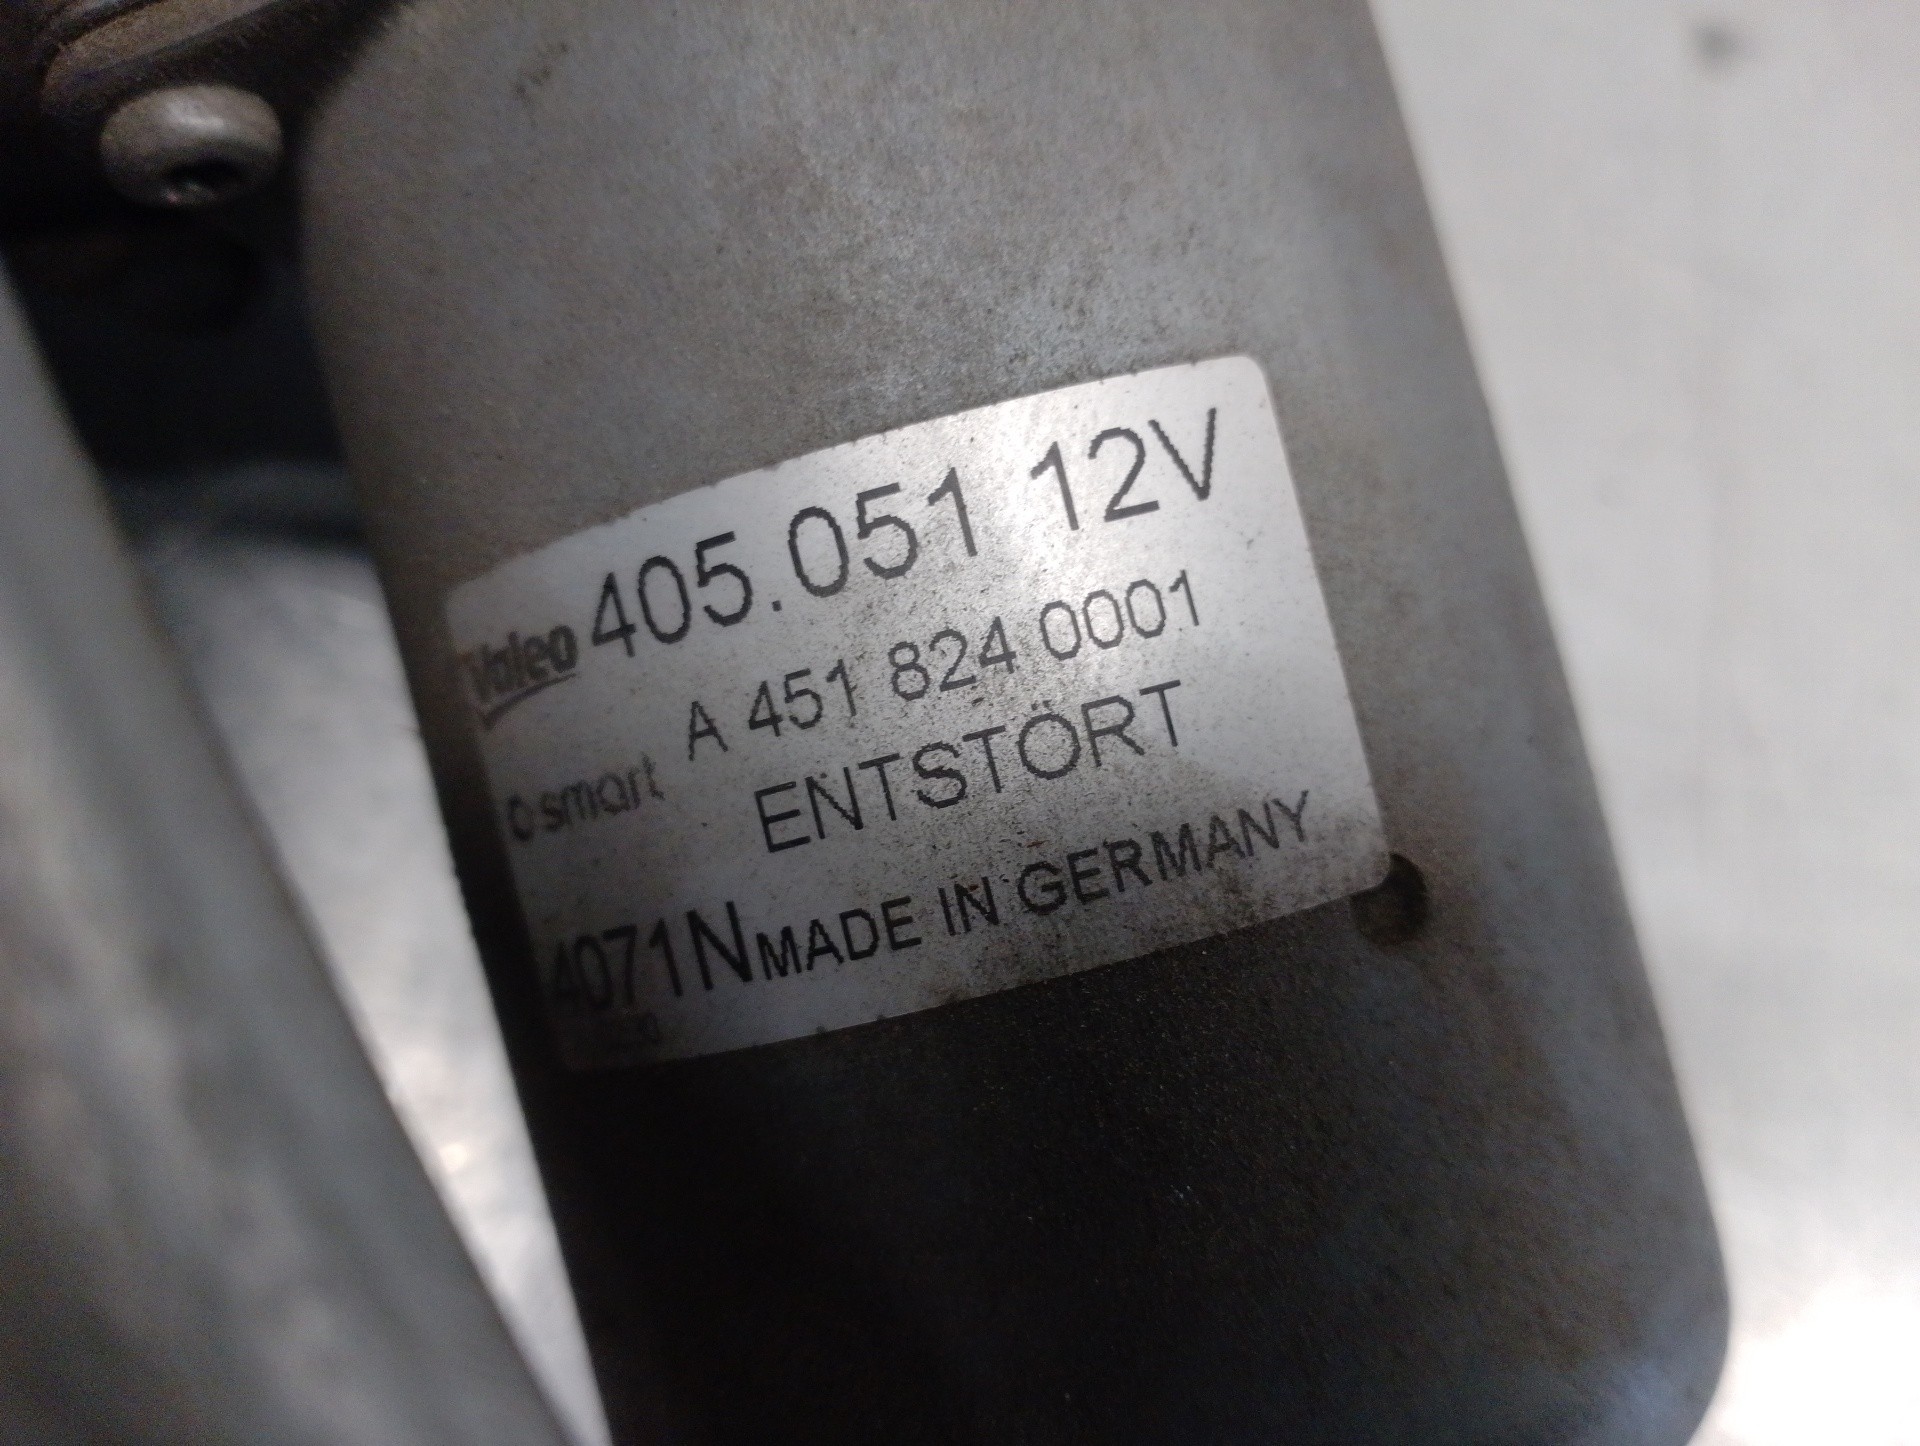 Valeo 405.051 12V
A 451 824 0001
smart ENTSTÖRT
4071N MADE IN GERMANY